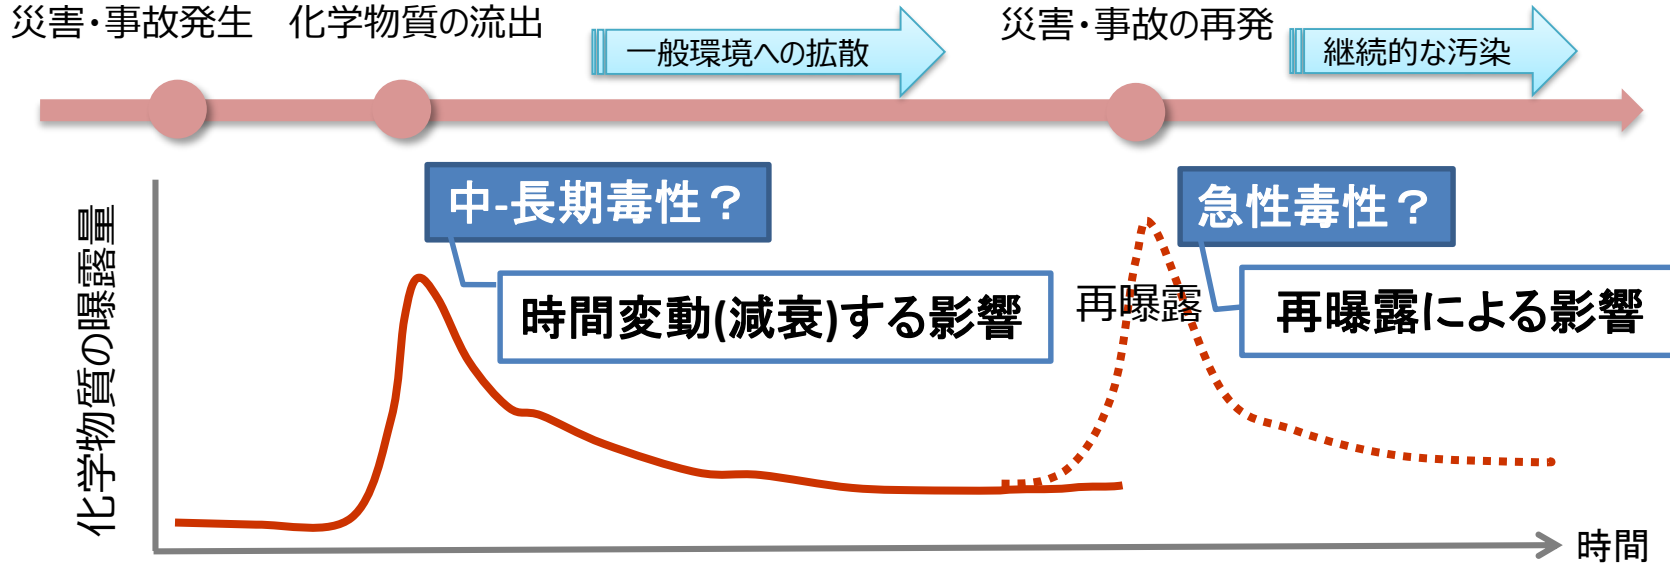 災害・事故発生
化学物質の流出
一般環境への拡散
災害・事故の再発
継続的な汚染
中-長期毒性？
急性毒性？
時間変動(減衰)する影響
再曝露
再曝露による影響
化学物質の曝露量
時間